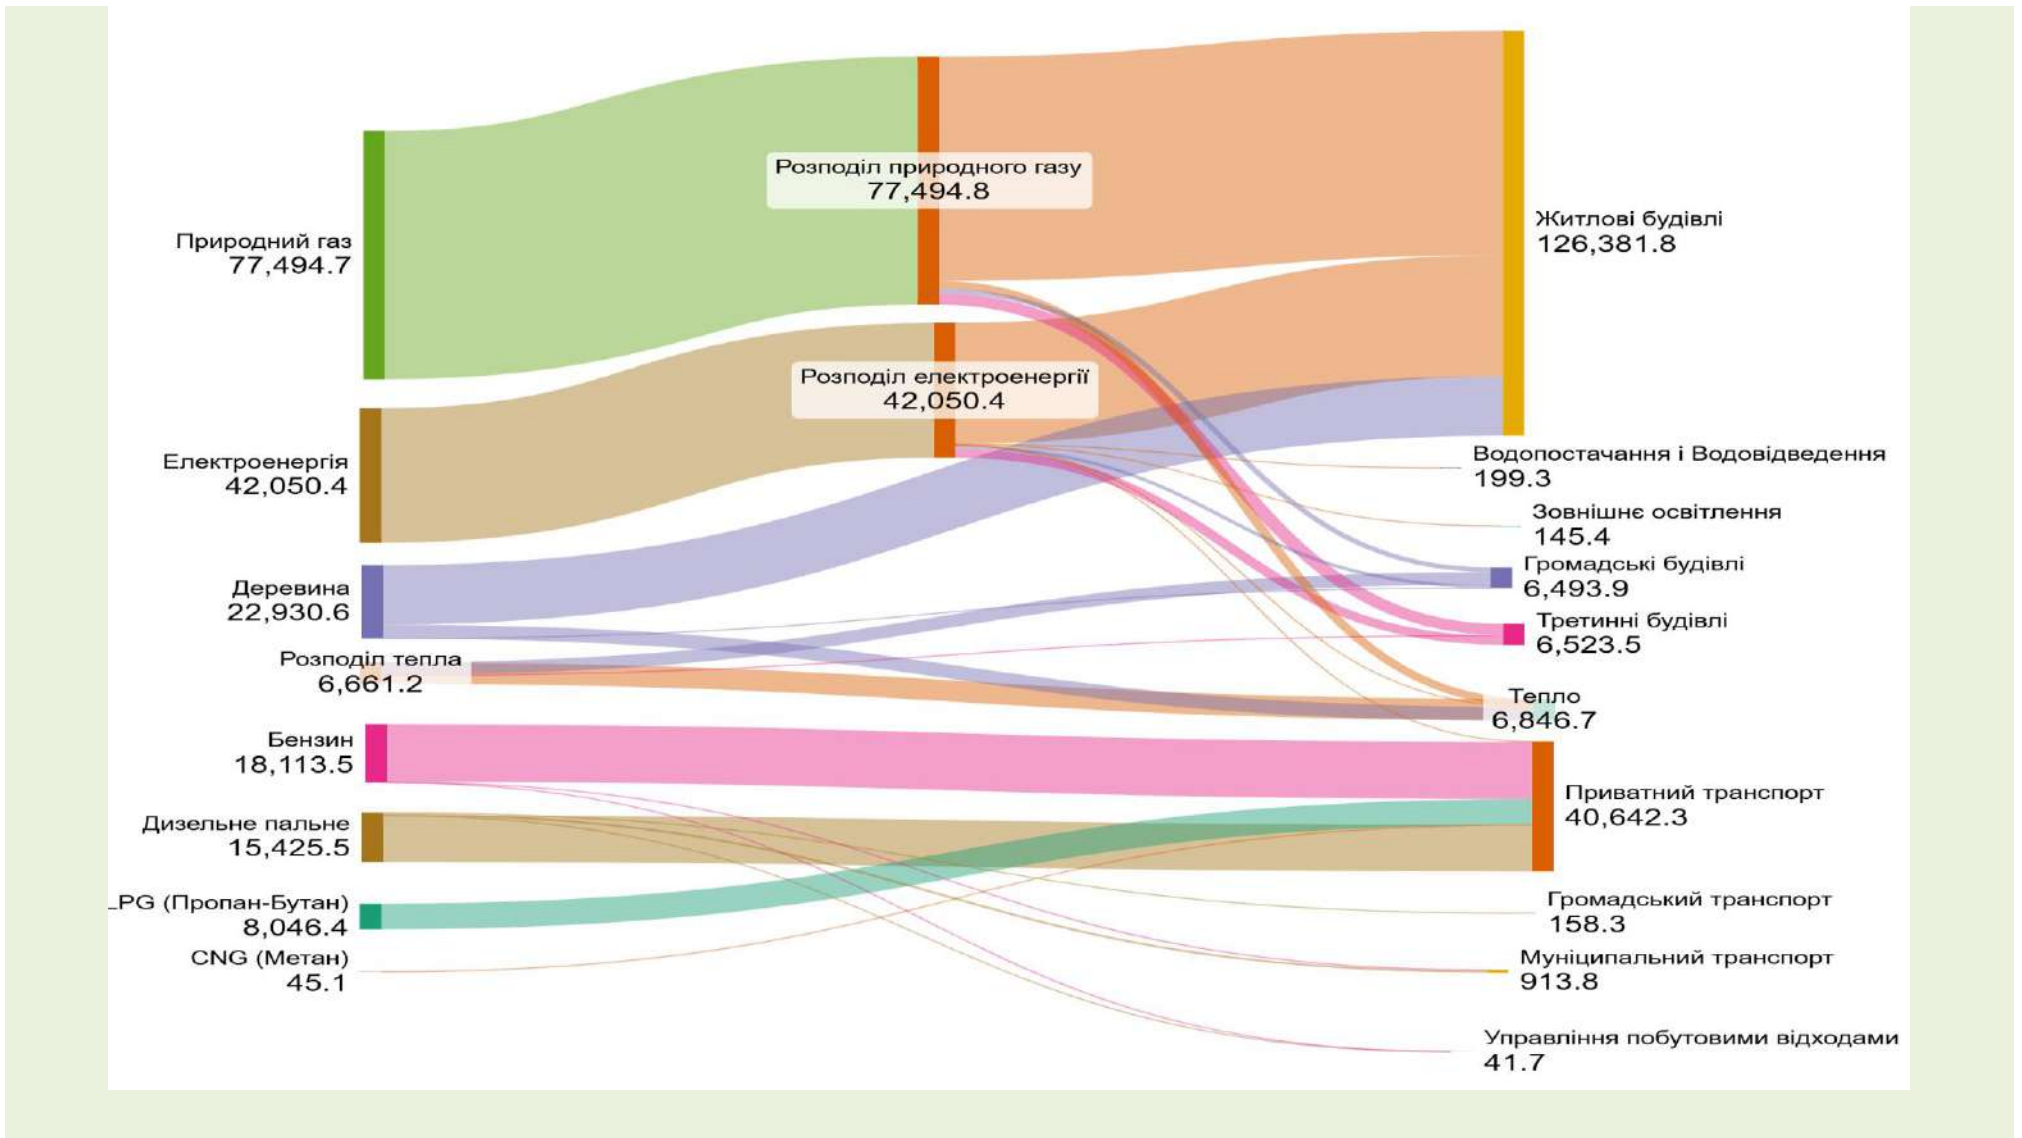 Природний газ
77,494.7
Електроенергія
42,050.4
Деревина
22,930.6
Розподіл тепла
6,661.2
Бензин
18,113.5
Дизельне пальне
15,425.5
_PG (Пропан-Бутан)
8,046.4
CNG (Метан)
45.1
Розподіл природного газу
77,494.8
Розподіл електроенергії
42,050.4
Житлові будівлі
126,381.8
Водопостачання і Водовідведення
199.3
Зовнішнє освітлення
145.4
Громадські будівлі
6,493.9
Третинні будівлі
6,523.5
Тепло
6,846.7
Приватний транспорт
40,642.3
Громадський транспорт
158.3
Муніципальний транспорт
913.8
Управління побутовими відходами
41.7